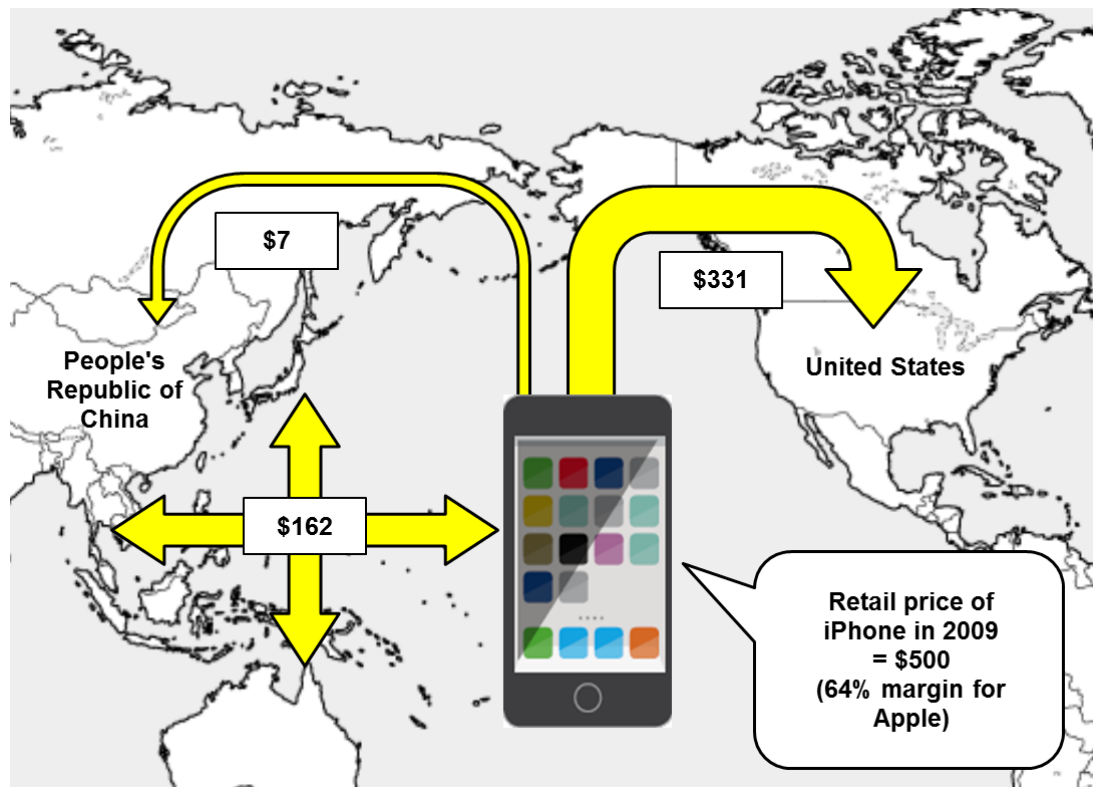 $7
$331
People's
Republic of
China
United States
$162
Retail price of
iPhone in 2009
= $500
(64% margin for
Apple)